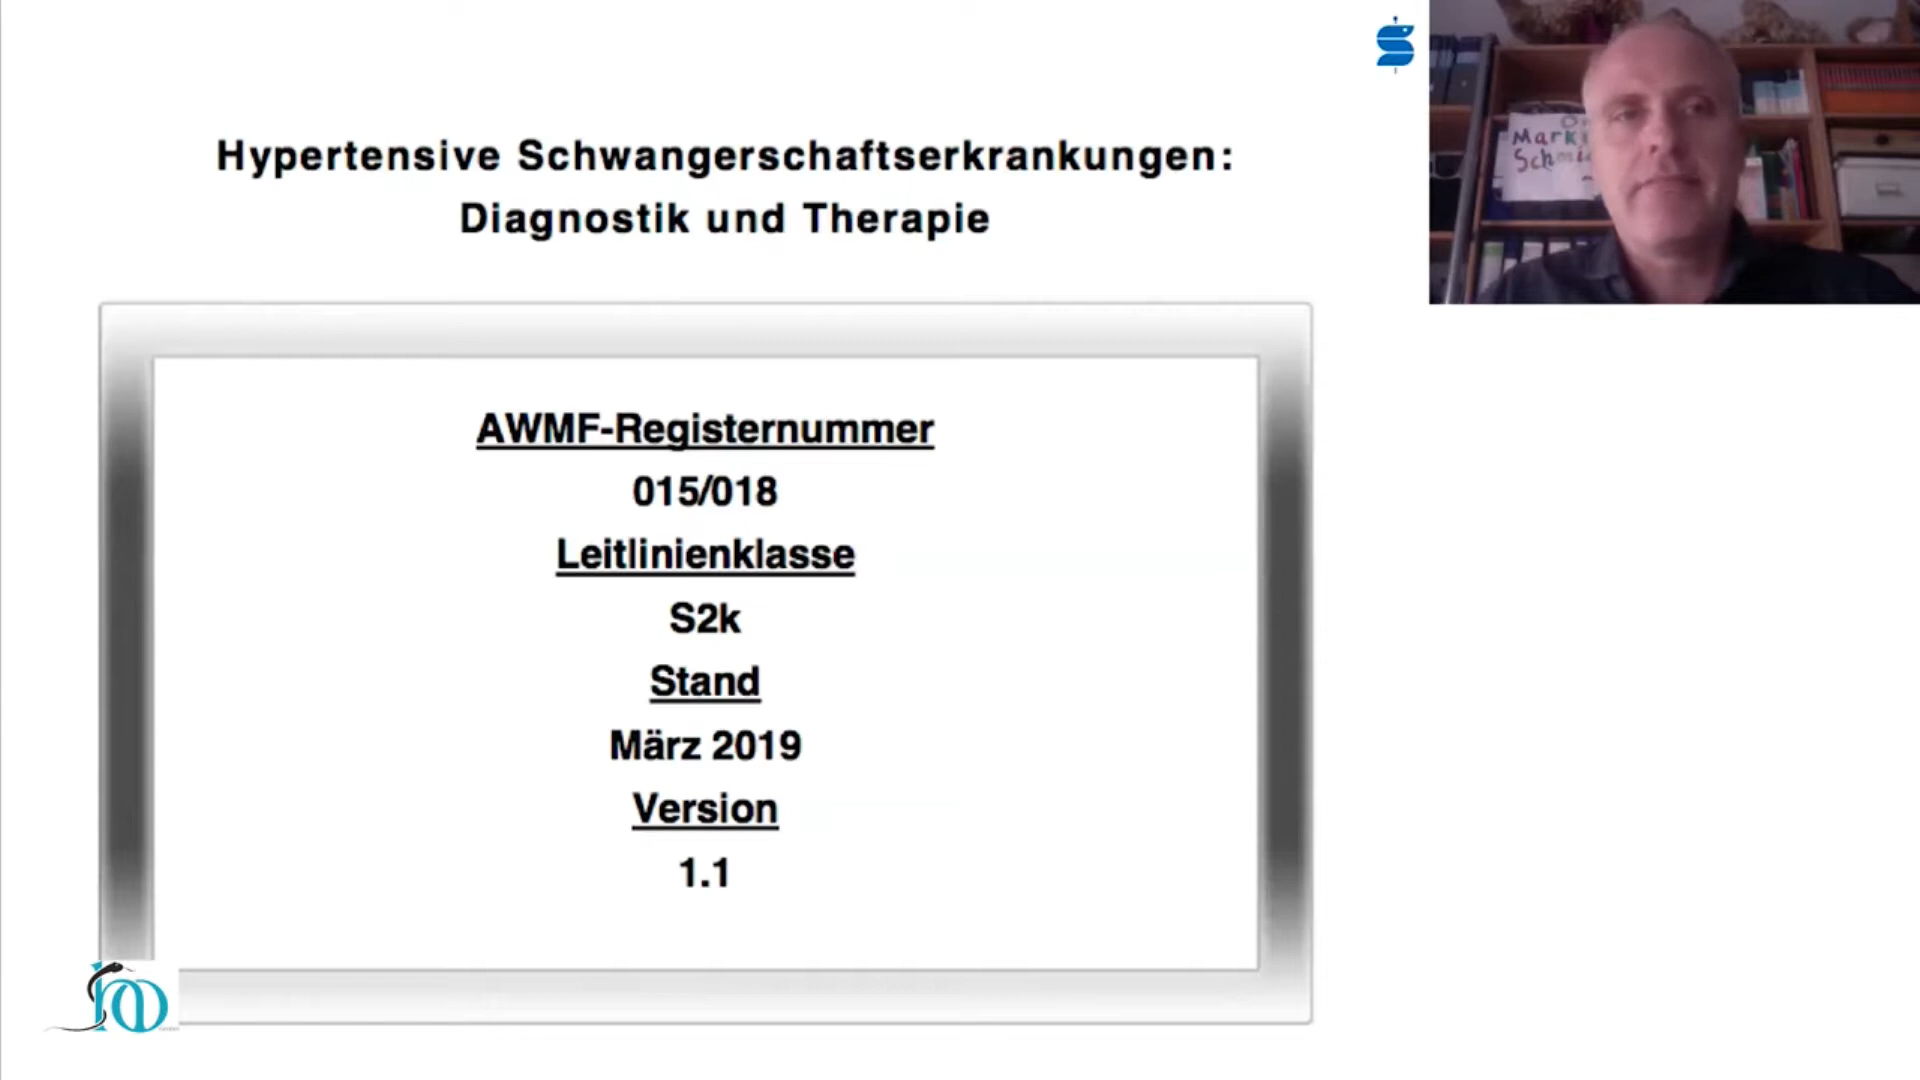 Hypertensive Schwangerschaftserkrankungen:
Diagnostik und Therapie
AWMF-Registernummer
015/018
Leitlinienklasse
S2k
Stand
März 2019
Version
1.1